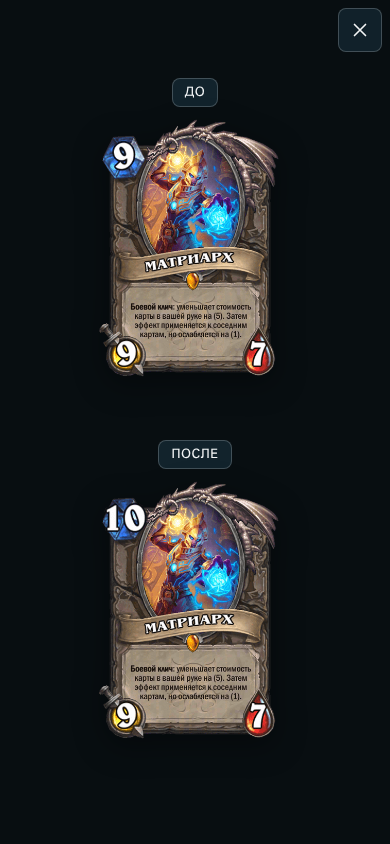 ДО
9
МАТРИАРХ
Боевой клич: уменьшает стоимость
карты в вашей руке на (5). Затем
эффект применяется к соседним
картам, но ослабляется на (1).
9
7
ПОСЛЕ
10
МАТРИАРХ
Боевой клич: уменьшает стоимость
карты в вашей руке на (5). Затем
эффект применяется к соседним
картам, но ослабляется на (1).
9
7